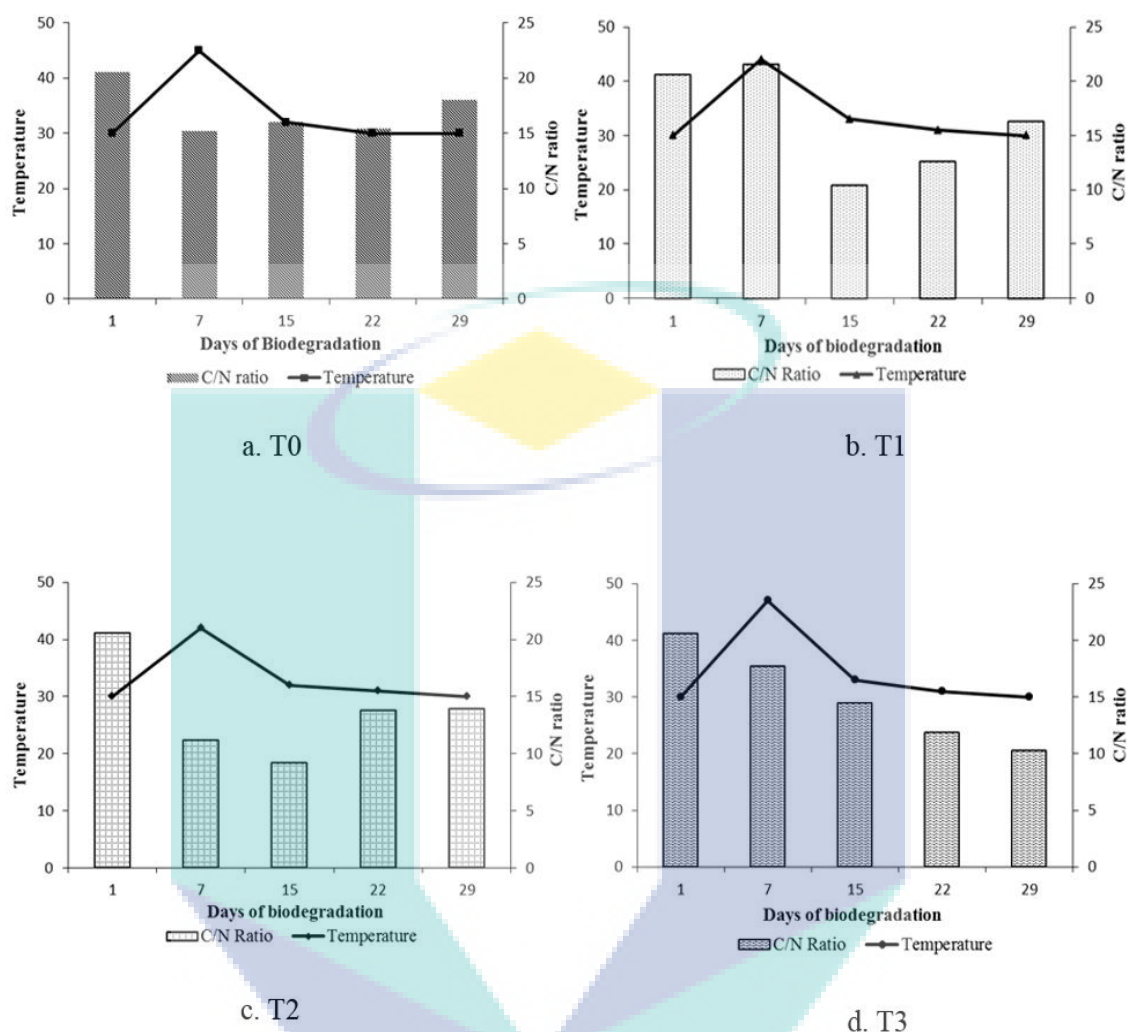 50
40
30
20
10
0
Temperature
25
20
15
10
5
0
C/N ratio
1 7 15 22 29
Days of Biodegradation
C/N ratio Temperature
a. T0
50
40
30
20
10
0
Temperature
25
20
15
10
5
0
C/N ratio
1 7 15 22 29
Days of biodegradation
C/N Ratio Temperature
b. T1
50
40
30
20
10
0
Temperature
25
20
15
10
5
0
C/N ratio
1 7 15 22 29
Days of biodegradation
C/N Ratio Temperature
c. T2
50
40
30
20
10
0
Temperature
25
20
15
10
5
0
C/N ratio
1 7 15 22 29
Days of biodegradation
C/N Ratio Temperature
d. T3